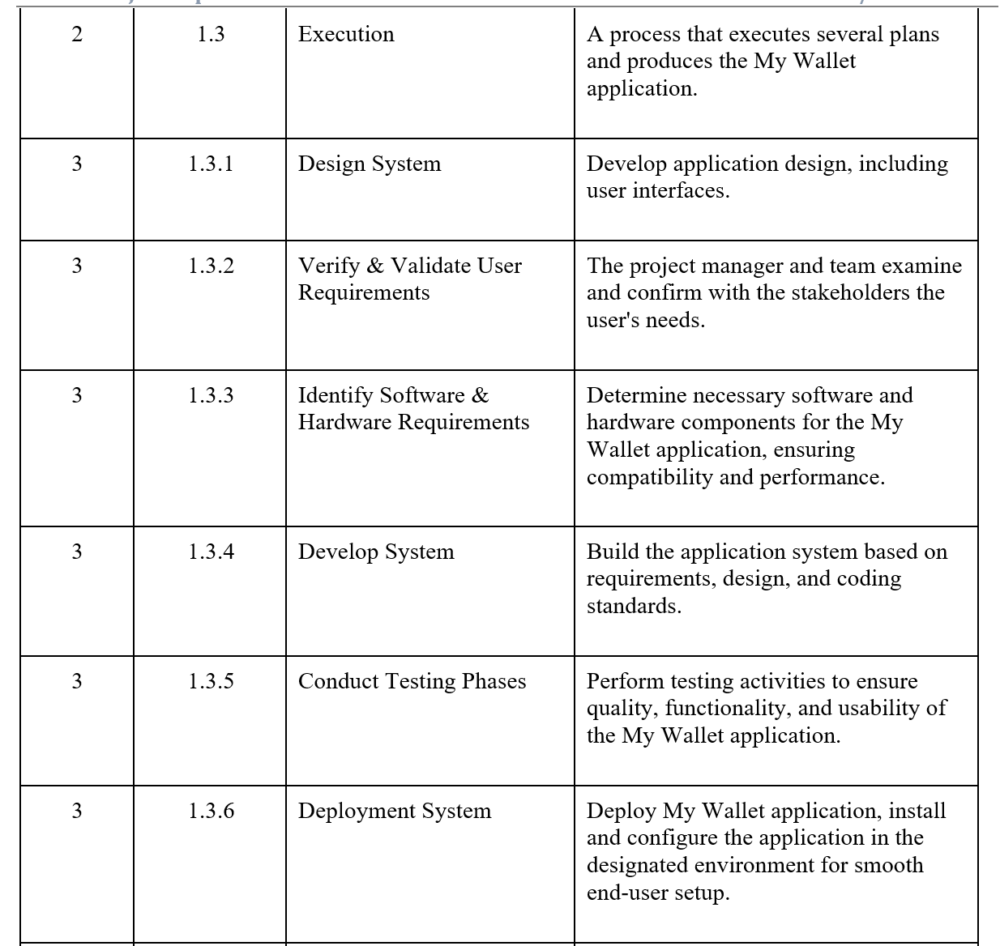 2 1.3 Execution A process that executes several plans
and produces the My Wallet
application.
3 1.3.1 Design System Develop application design, including
user interfaces.
3 1.3.2 Verify & Validate User The project manager and team examine
Requirements and confirm with the stakeholders the
user's needs.
3 1.3.3 Identify Software & Determine necessary software and
Hardware Requirements hardware components for the My
Wallet application, ensuring
compatibility and performance.
3 1.3.4 Develop System Build the application system based on
requirements, design, and coding
standards.
3 1.3.5 Conduct Testing Phases Perform testing activities to ensure
quality, functionality, and usability of
the My Wallet application.
3 1.3.6 Deployment System Deploy My Wallet application, install
and configure the application in the
designated environment for smooth
end-user setup.